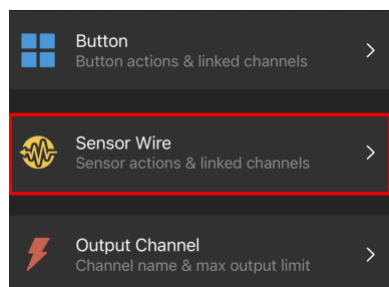 Button
Button actions & linked channels
Sensor Wire
Sensor actions & linked channels
Output Channel
Channel name & max output limit